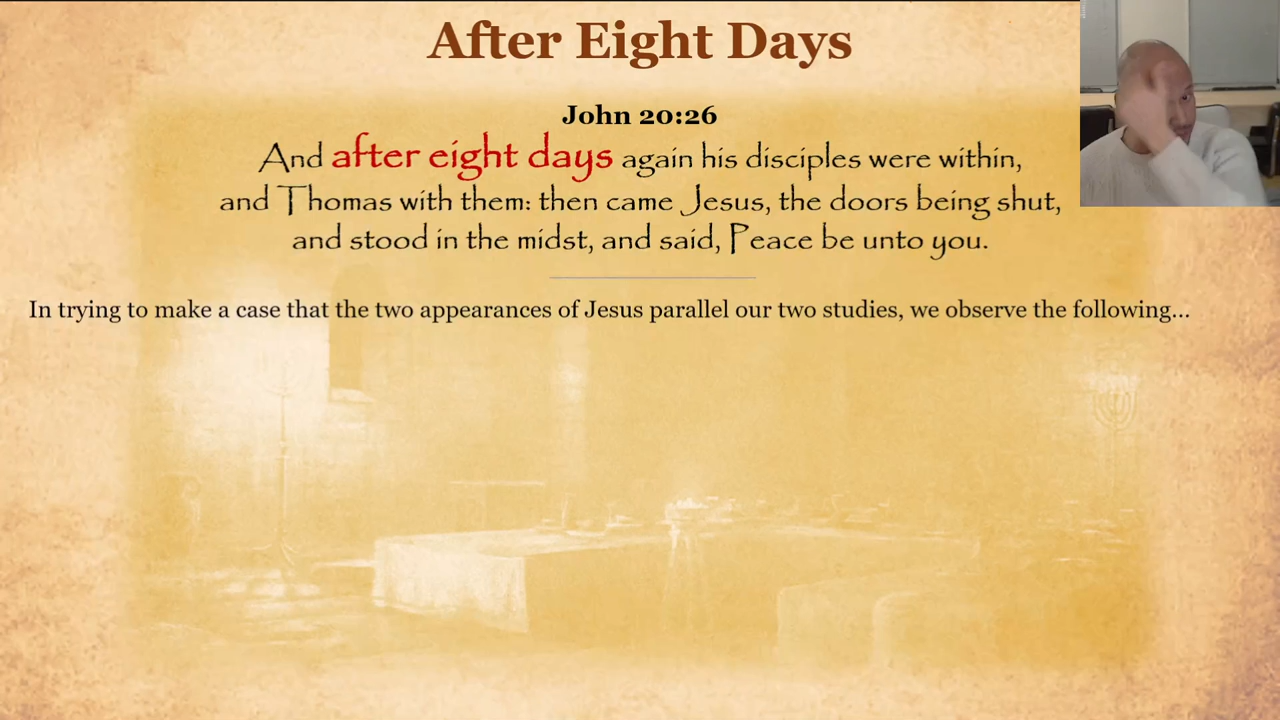 After Eight Days
John 20:26
And after eight days again his disciples were within,
and Thomas with them: then came Jesus, the doors being shut,
and stood in the midst, and said, Peace be unto you.
In trying to make a case that the two appearances of Jesus parallel our two studies, we observe the following...